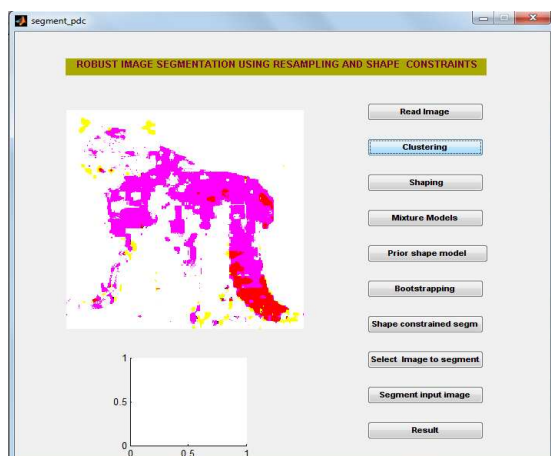 segment_pdc
ROBUST IMAGE SEGMENTATION USING RESAMPLING AND SHAPE CONSTRAINTS
Read Image
Clustering
Shaping
Mixture Models
Prior shape model
Bootstrapping
Shape constrained segm
Select Image to segment
Segment input image
Result
1
0.5
0
0 0.5 1